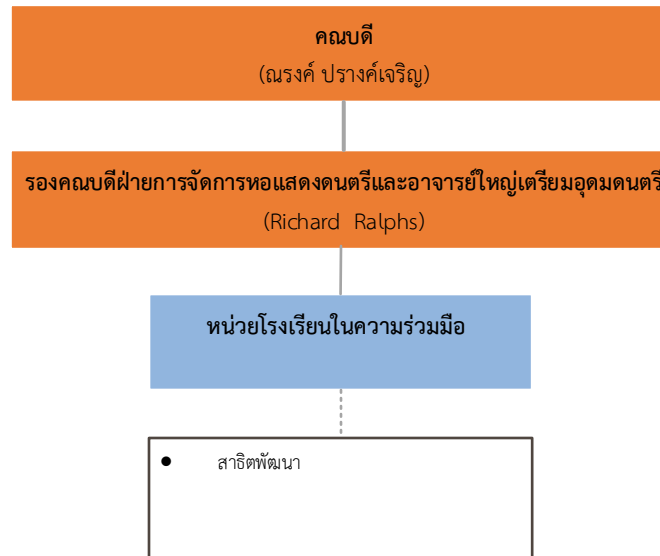 คณบดี
(ณรงค์ ปรางค์เจริญ)
รองคณบดีฝ่ายการจัดการหอแสดงดนตรีและอาจารย์ใหญ่เตรียมอุดมดนตรี
(Richard Ralphs)
หน่วยโรงเรียนในความร่วมมือ
● สาธิตพัฒนา